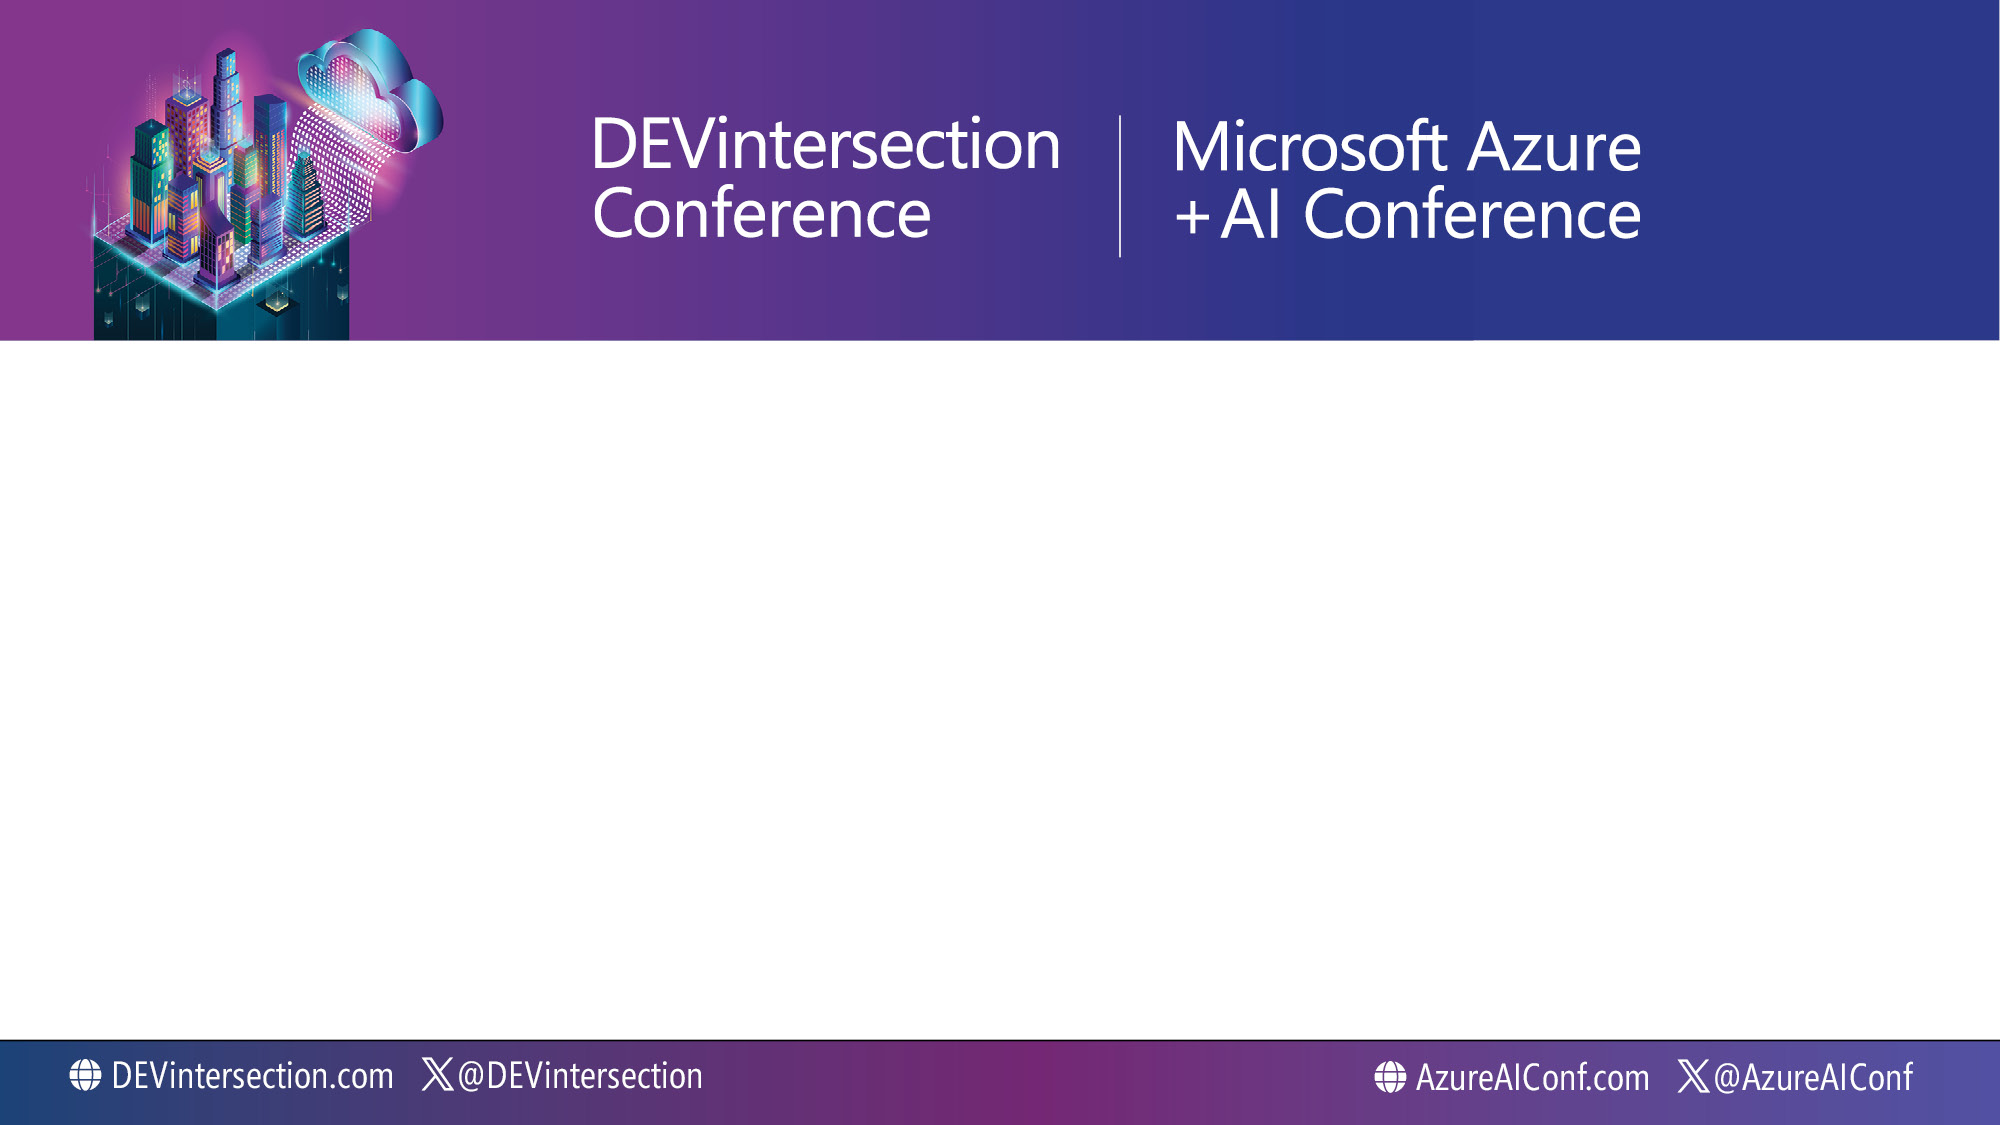 DEVintersection
Conference
Microsoft Azure
+AI Conference
DEVintersection.com
@DEVintersection
AzureAIConf.com
@AzureAIConf